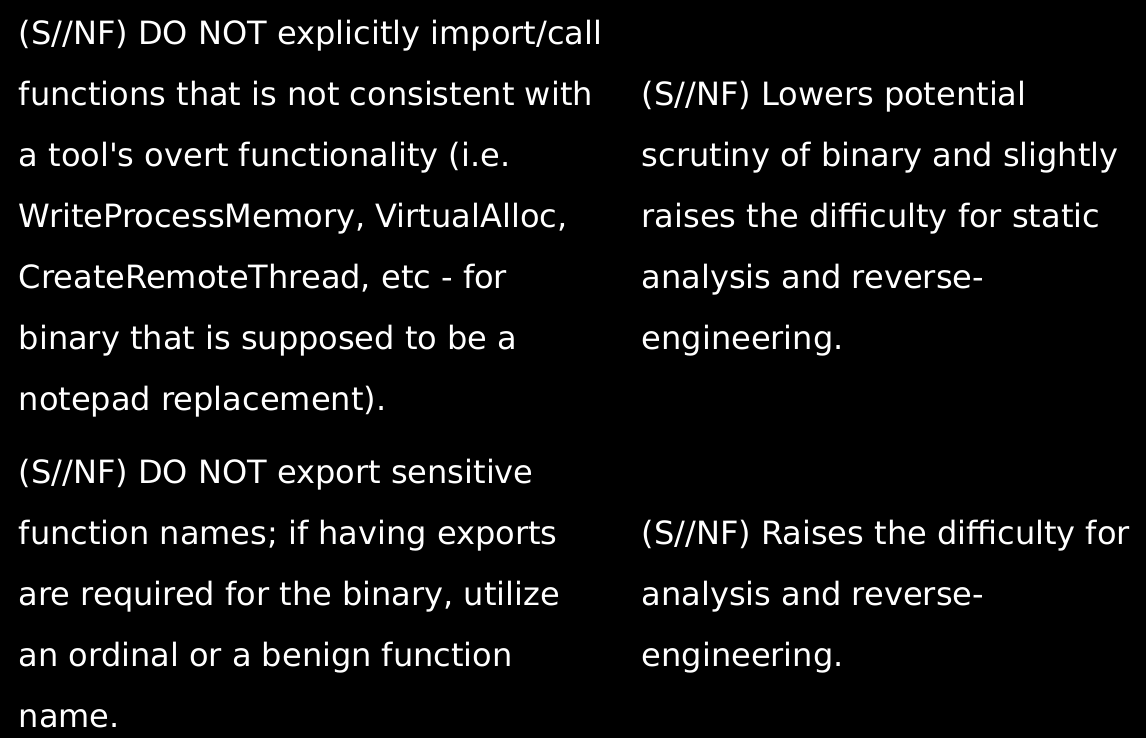 (S//NF) DO NOT explicitly import/call
functions that is not consistent with
a tool's overt functionality (i.e.
WriteProcessMemory, VirtualAlloc,
CreateRemoteThread, etc - for
binary that is supposed to be a
notepad replacement).
(S//NF) Lowers potential
scrutiny of binary and slightly
raises the difficulty for static
analysis and reverse-
engineering.
(S//NF) DO NOT export sensitive
function names; if having exports
are required for the binary, utilize
an ordinal or a benign function
name.
(S//NF) Raises the difficulty for
analysis and reverse-
engineering.